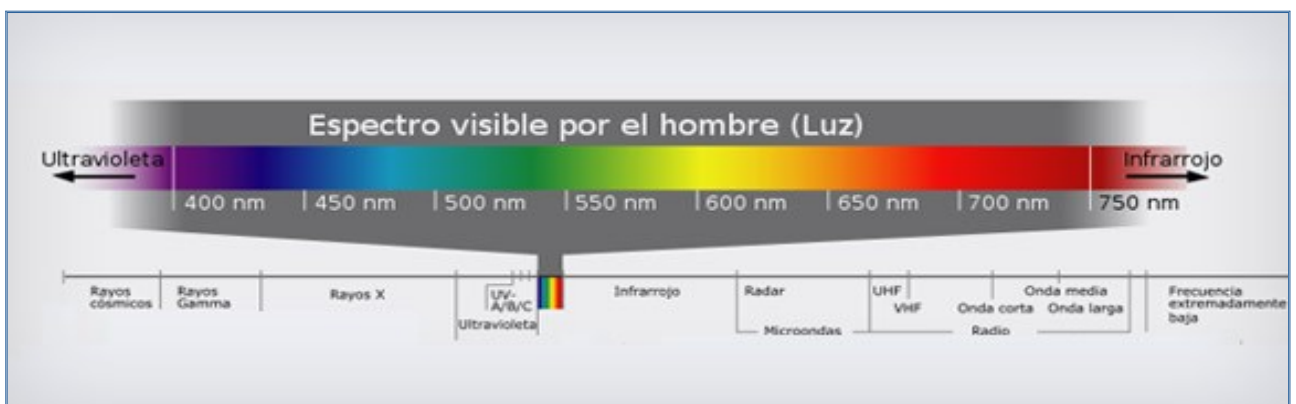 Espectro visible por el hombre (Luz)
Ultravioleta
Infrarrojo
400 nm
450 nm
500 nm
550 nm
600 nm
650 nm
700 nm
750 nm
Rayos
cósmicos
Rayos
Gamma
Rayos X
UV-
A/B/C
Ultravioleta
Infrarrojo
Radar
Microondas
UHF
VHF
Onda corta
Onda media
Onda larga
Radio
Frecuencia
extremadamente
baja